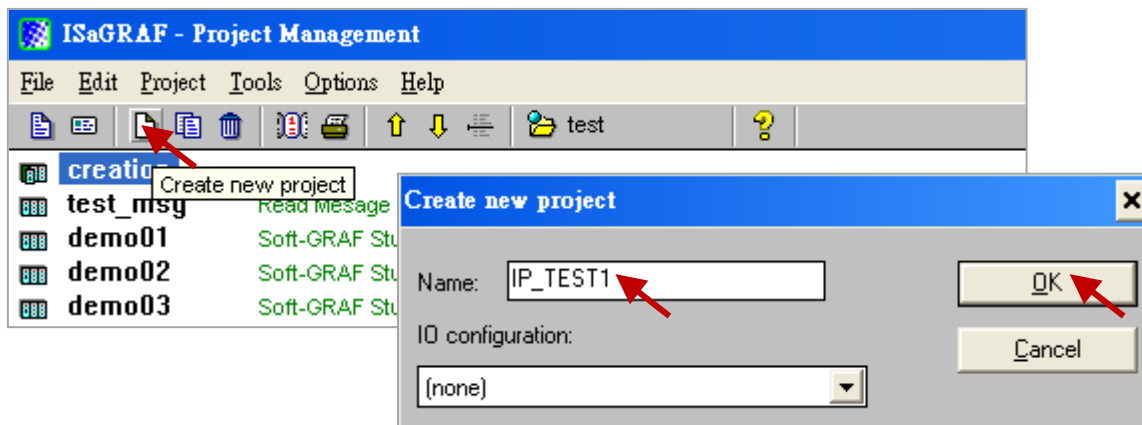 ISaGRAF - Project Management
File Edit Project Tools Options Help
test
creation
Create new project
test_msg Read Message
demo01 Soft-GRAF Stu
demo02 Soft-GRAF Stu
demo03 Soft-GRAF Stu
Create new project
Name: IP_TEST1 OK
IO configuration: Cancel
(none)